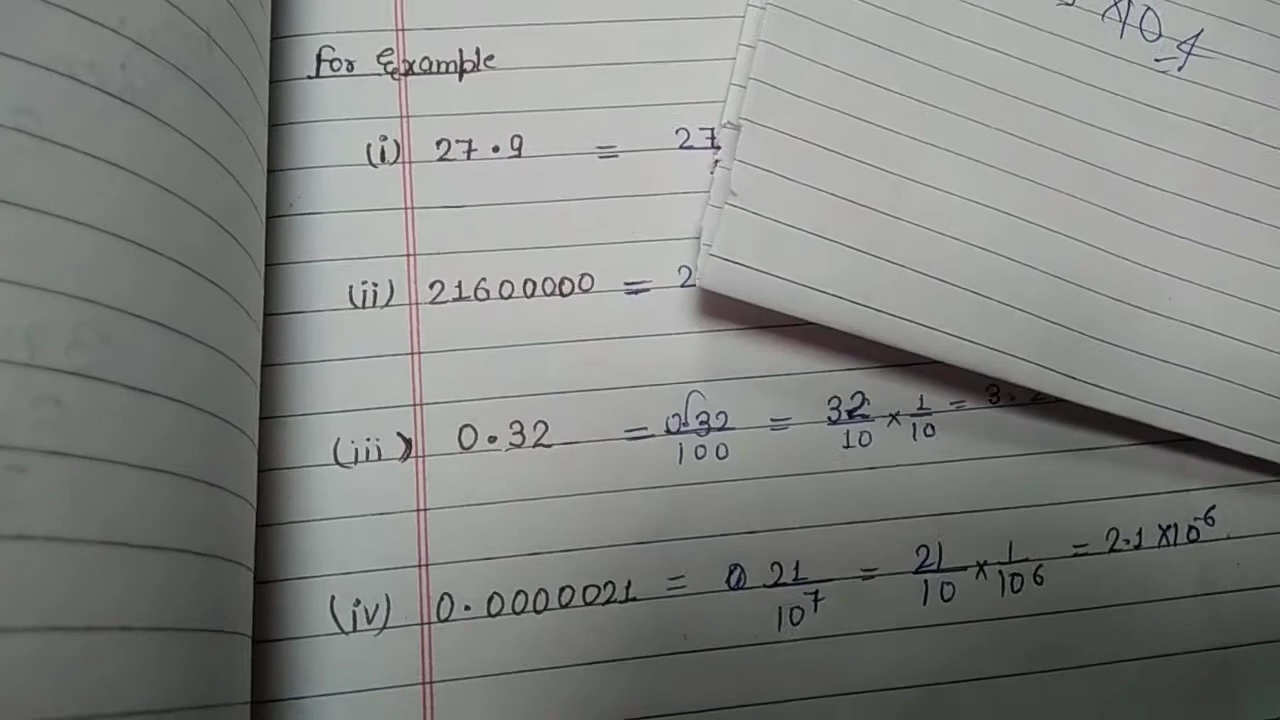 For Example
(i) 27.9 = 27
(ii) 21600000 = 2
(iii) 0.32 = 032/100 = 32/10 × 1/10 = 3.2
(iv) 0.0000021 = 0 21/10^7 = 21/10 × 1/10^6 = 2.1 × 10^-6